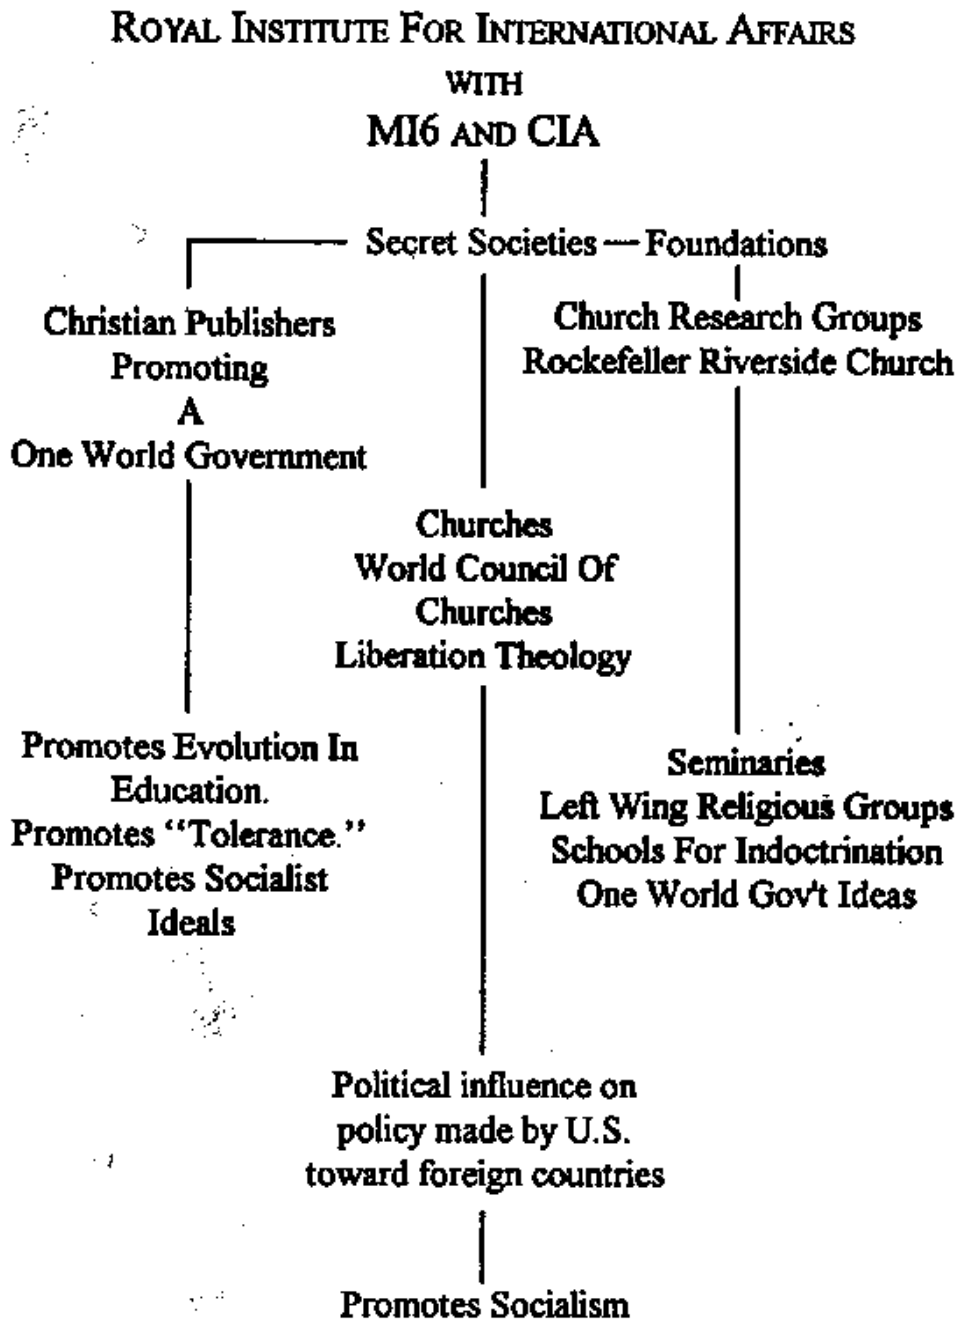 ROYAL INSTITUTE FOR INTERNATIONAL AFFAIRS
WITH
MI6 AND CIA
Secret Societies — Foundations
Christian Publishers
Promoting
A
One World Government
Church Research Groups
Rockefeller Riverside Church
Churches
World Council Of
Churches
Liberation Theology
Promotes Evolution In
Education.
Promotes “Tolerance.”
Promotes Socialist
Ideals
Seminaries
Left Wing Religious Groups
Schools For Indoctrination
One World Gov't Ideas
Political influence on
policy made by U.S.
toward foreign countries
Promotes Socialism